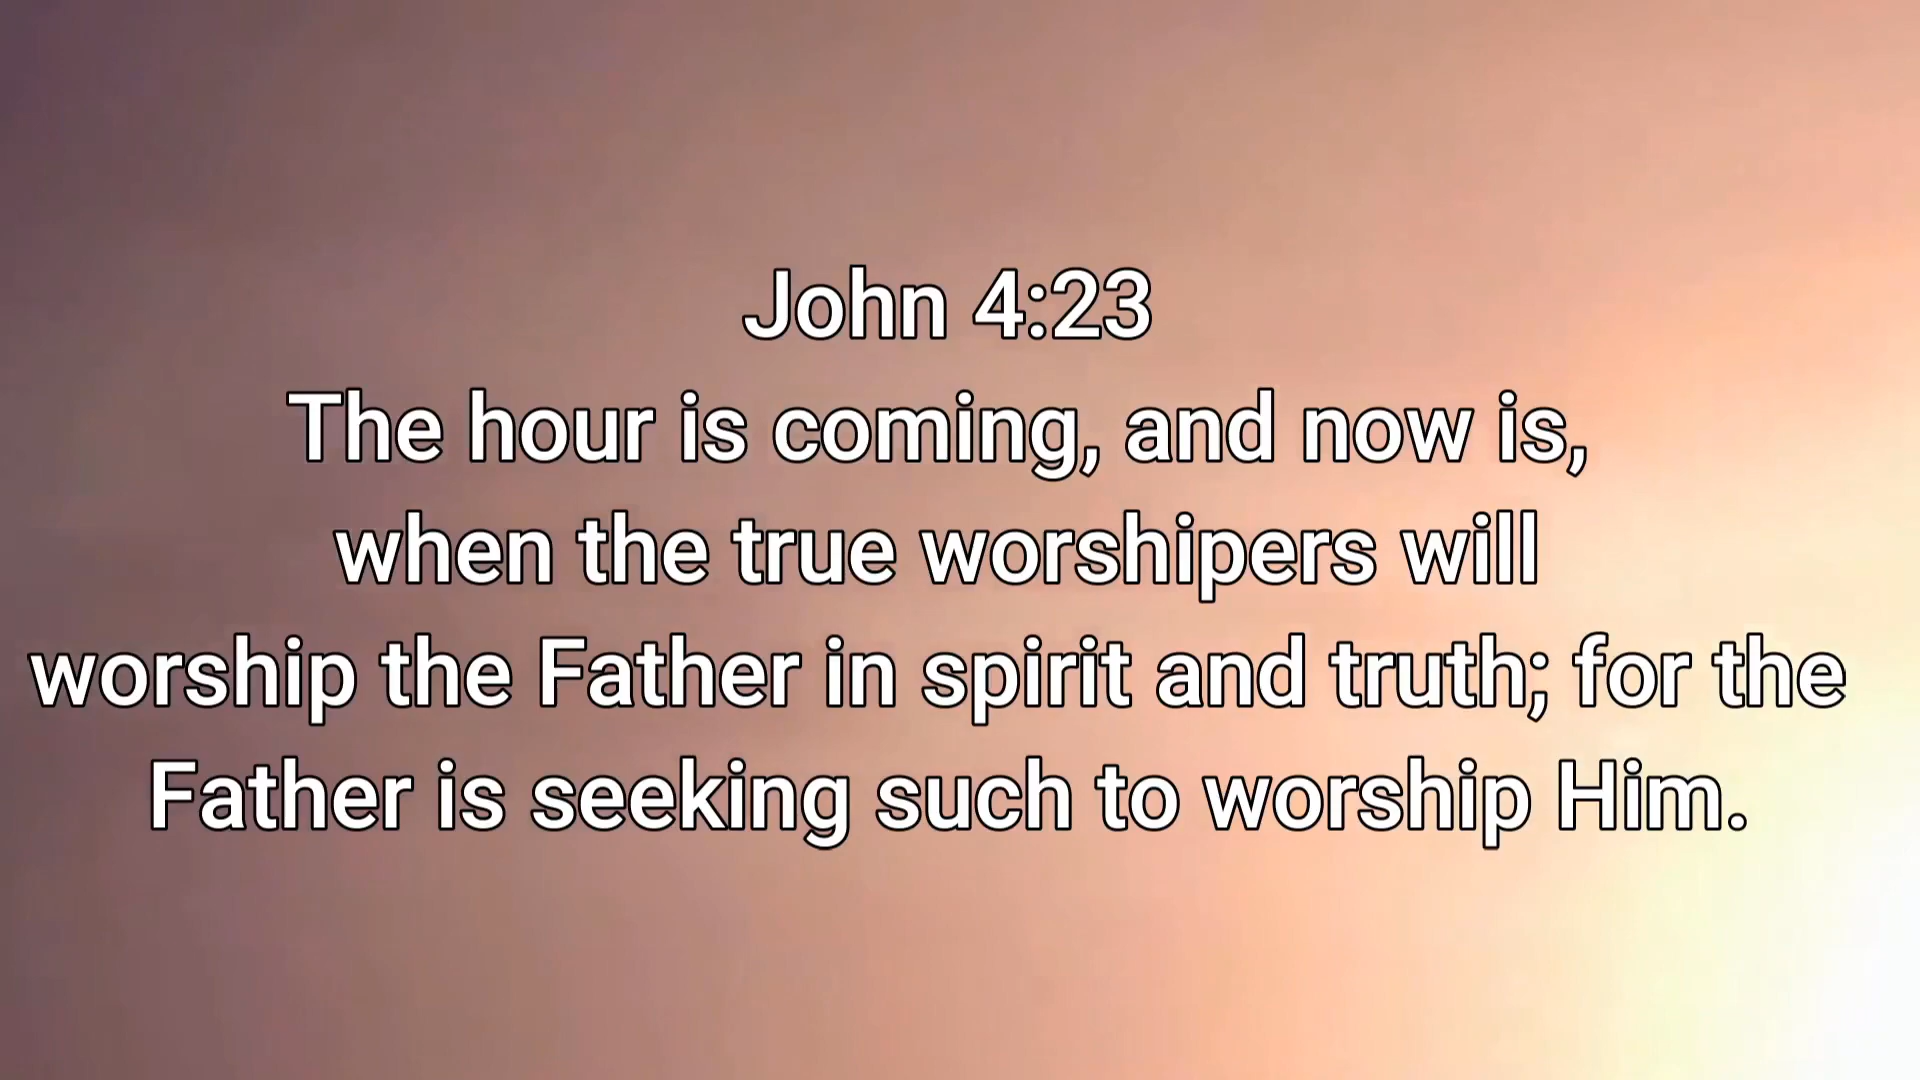 John 4:23
The hour is coming, and now is,
when the true worshipers will
worship the Father in spirit and truth; for the
Father is seeking such to worship Him.